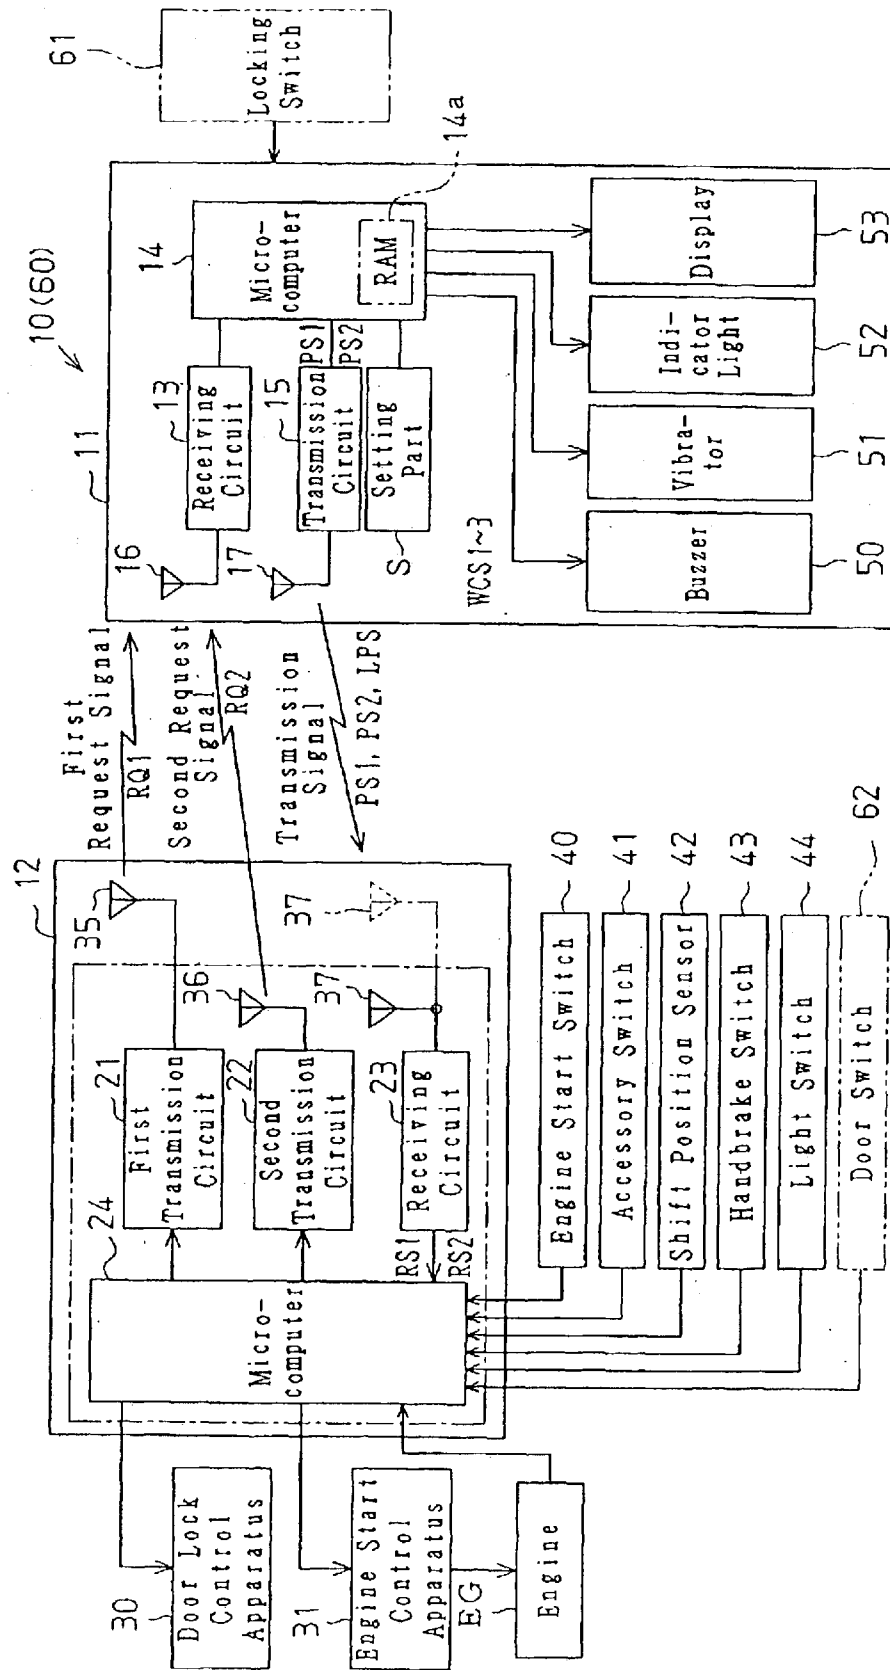 10(60)
11
12
First
Request Signal
RQ1
Second Request
Signal
RQ2
Transmission
Signal
PS1, PS2, LPS
24
Micro-
computer
21
First
Transmission
Circuit
22
Second
Transmission
Circuit
23
Receiving
Circuit
RS1
RS2
35
36
37
37
30
Door Lock
Control
Apparatus
31
Engine Start
Control
Apparatus
EG
Engine
Engine Start Switch
40
Accessory Switch
41
Shift Position Sensor
42
Handbrake Switch
43
Light Switch
44
Door Switch
62
16
13
Receiving
Circuit
17
15
Transmission
Circuit
PS1
PS2
S
Setting
Part
14
Micro-
computer
RAM
14a
Locking
Switch
61
WCS1~3
Buzzer
50
Vibra-
tor
51
Indi-
cator
Light
52
Display
53